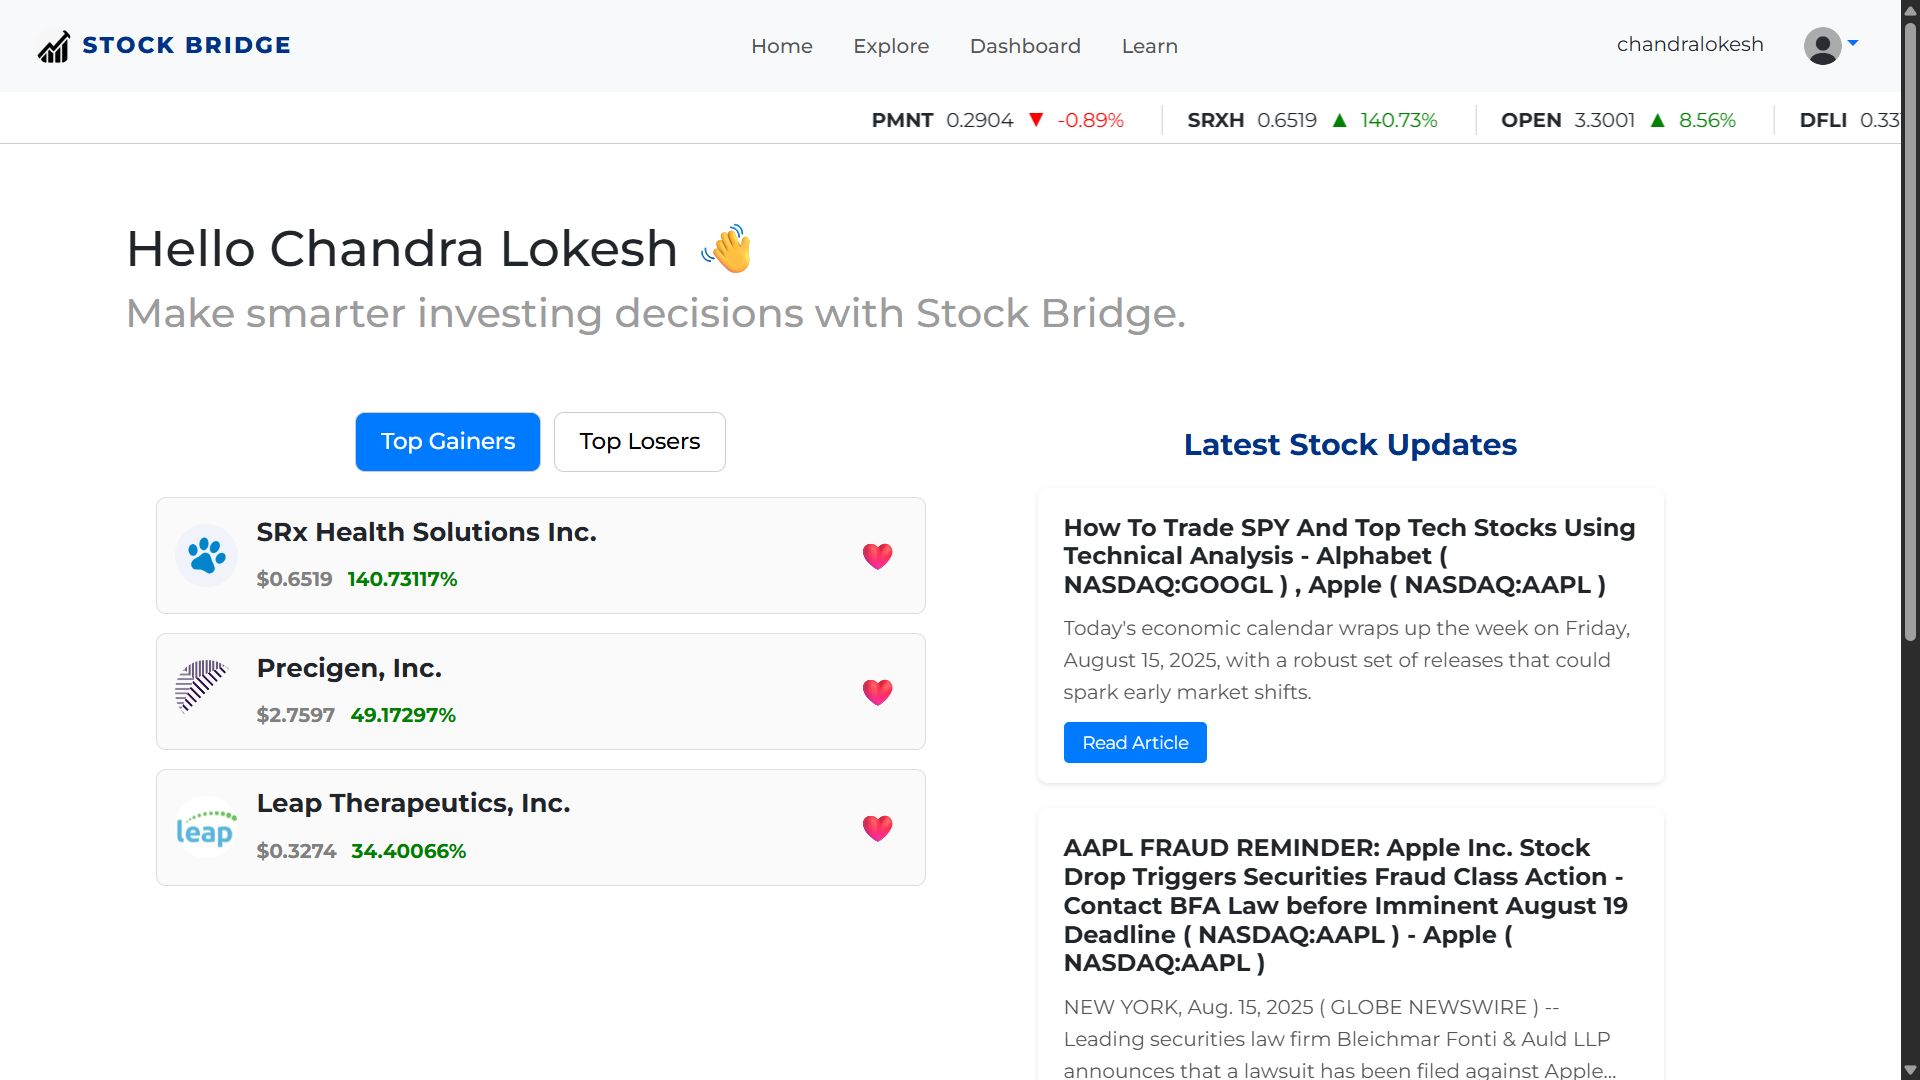 STOCK BRIDGE
Home Explore Dashboard Learn
chandralokesh
PMNT 0.2904 ▼ -0.89% SRXH 0.6519 ▲ 140.73% OPEN 3.3001 ▲ 8.56% DFLI 0.33
Hello Chandra Lokesh 👋
Make smarter investing decisions with Stock Bridge.
Top Gainers Top Losers
SRx Health Solutions Inc.
$0.6519 140.73117%
Precigen, Inc.
$2.7597 49.17297%
leap
Leap Therapeutics, Inc.
$0.3274 34.40066%
Latest Stock Updates
How To Trade SPY And Top Tech Stocks Using
Technical Analysis - Alphabet (
NASDAQ:GOOGL ) , Apple ( NASDAQ:AAPL )
Today's economic calendar wraps up the week on Friday,
August 15, 2025, with a robust set of releases that could
spark early market shifts.
Read Article
AAPL FRAUD REMINDER: Apple Inc. Stock
Drop Triggers Securities Fraud Class Action -
Contact BFA Law before Imminent August 19
Deadline ( NASDAQ:AAPL ) - Apple (
NASDAQ:AAPL )
NEW YORK, Aug. 15, 2025 ( GLOBE NEWSWIRE ) --
Leading securities law firm Bleichmar Fonti & Auld LLP
announces that a lawsuit has been filed against Apple...